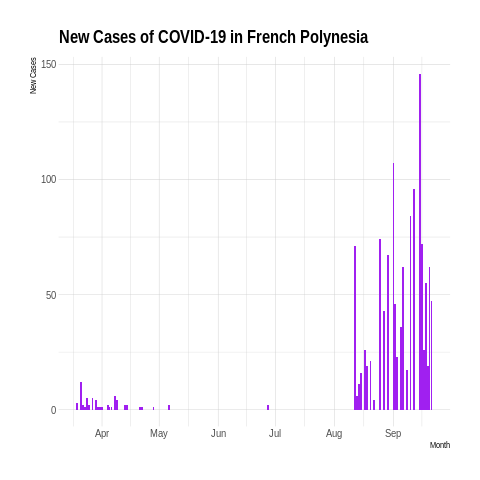 New Cases of COVID-19 in French Polynesia
New Cases
150
100
50
0
Apr May Jun Jul Aug Sep
Month